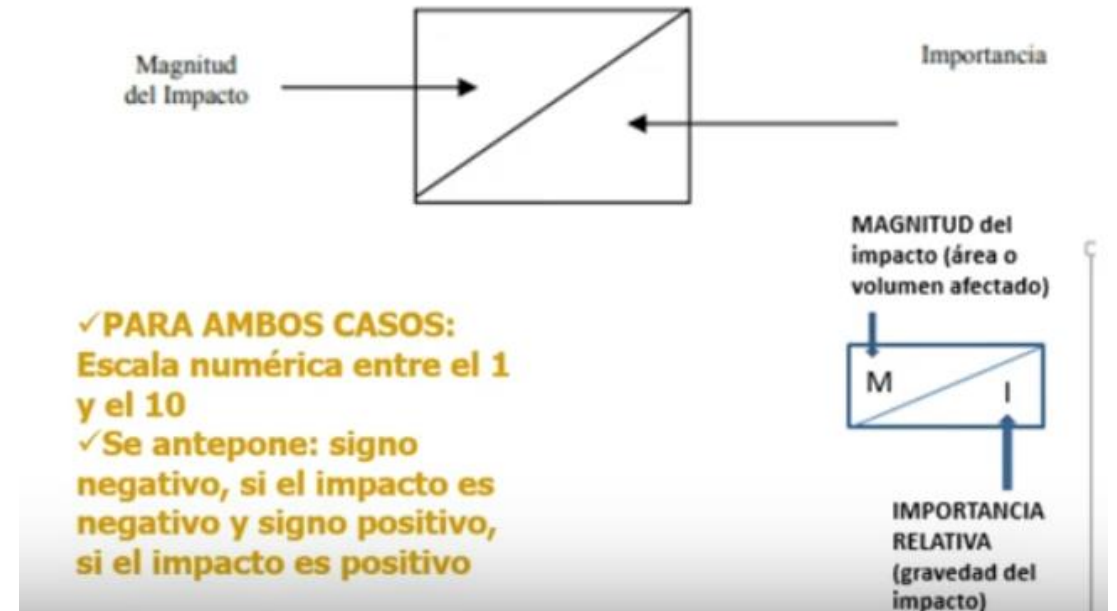 Magnitud
del Impacto
Importancia
MAGNITUD del
impacto (área o
volumen afectado)
M
I
IMPORTANCIA
RELATIVA
(gravedad del
impacto)
✓PARA AMBOS CASOS:
Escala numérica entre el 1
y el 10
✓Se antepone: signo
negativo, si el impacto es
negativo y signo positivo,
si el impacto es positivo